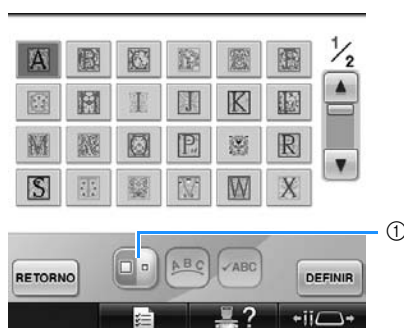 A B C D E F 1/2
G H I J K L
M N O P Q R
S T U V W X
①
RETORNO ABC ✓ABC DEFINIR
?